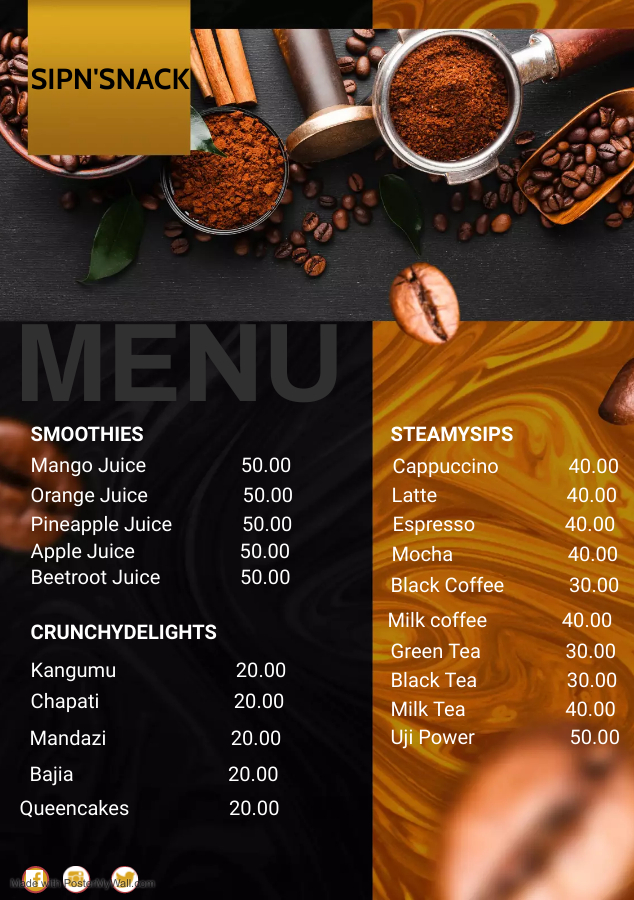 SIPN'SNACK
MENU
SMOOTHIES
Mango Juice 50.00
Orange Juice 50.00
Pineapple Juice 50.00
Apple Juice 50.00
Beetroot Juice 50.00
CRUNCHYDELIGHTS
Kangumu 20.00
Chapati 20.00
Mandazi 20.00
Bajia 20.00
Queencakes 20.00
STEAMYSIPS
Cappuccino 40.00
Latte 40.00
Espresso 40.00
Mocha 40.00
Black Coffee 30.00
Milk coffee 40.00
Green Tea 30.00
Black Tea 30.00
Milk Tea 40.00
Uji Power 50.00
Made with PosterMyWall.com